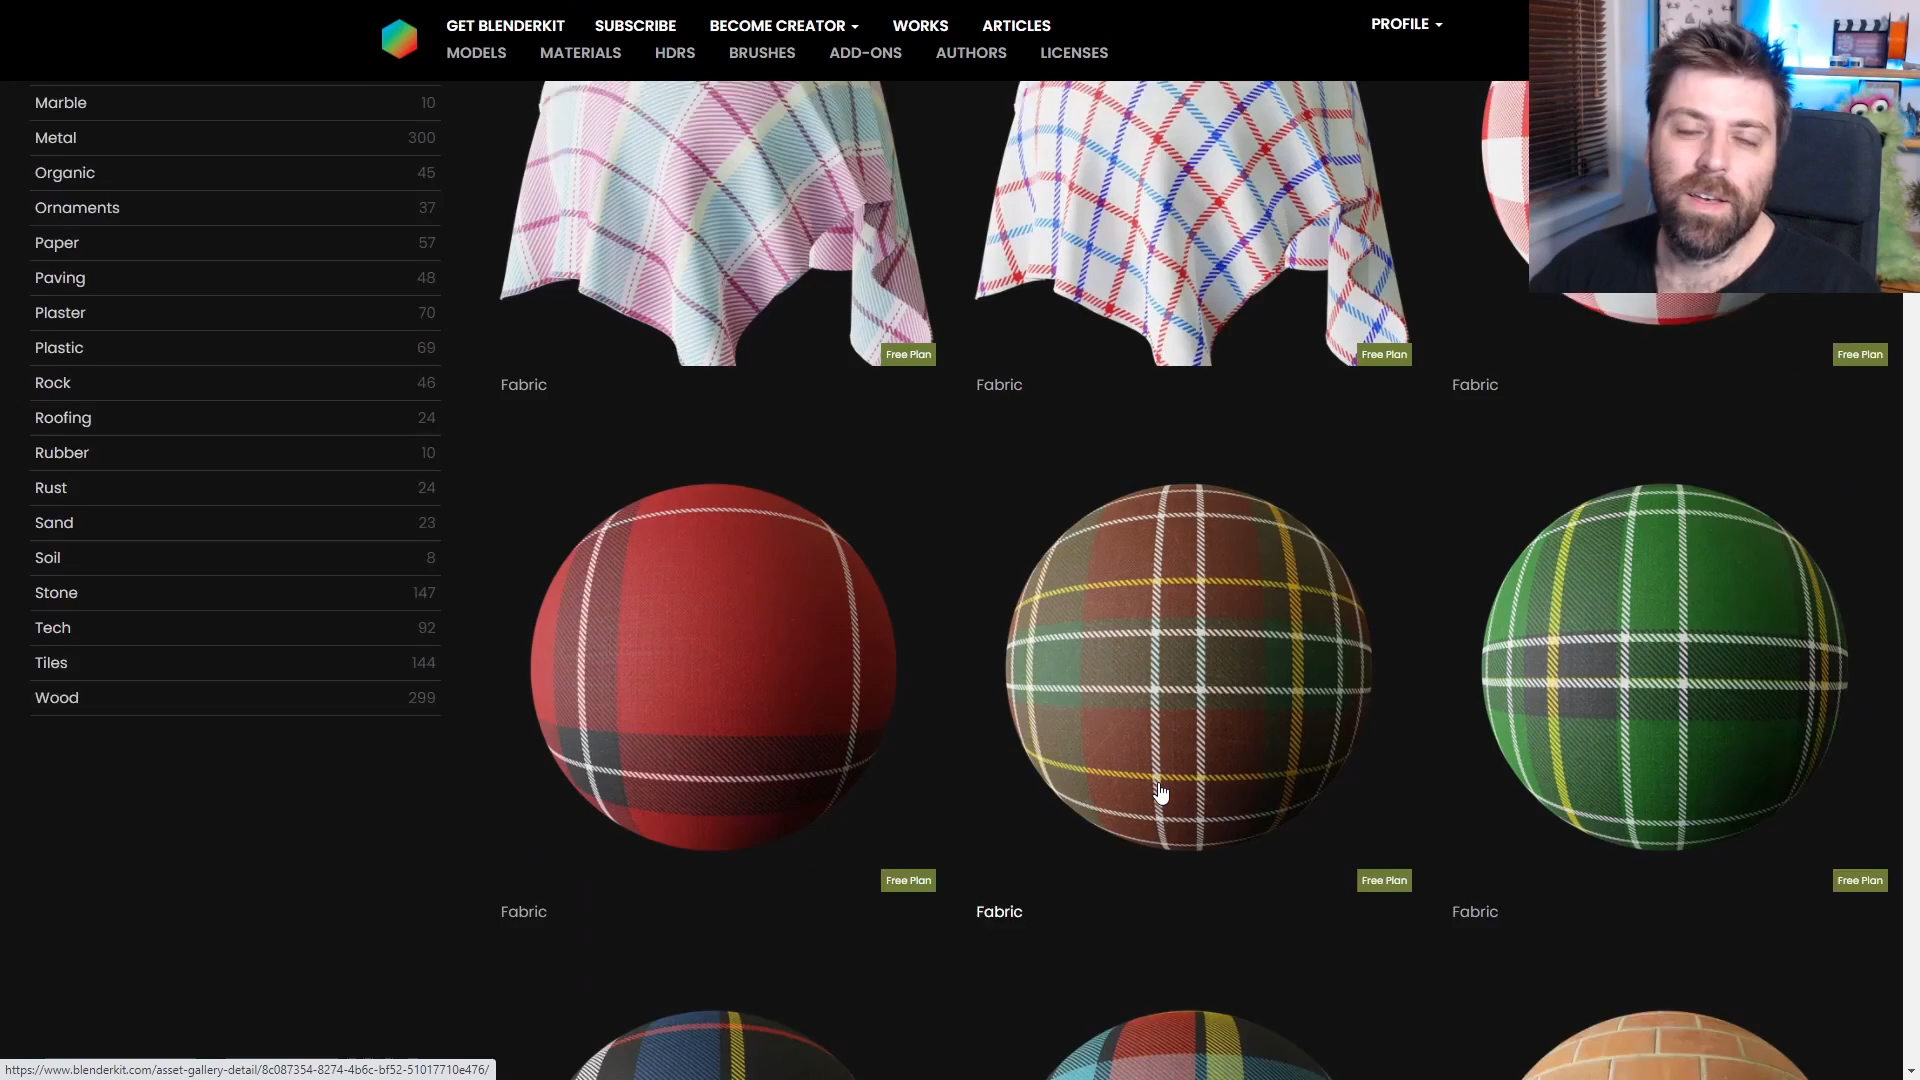 GET BLENDERKIT SUBSCRIBE BECOME CREATOR WORKS ARTICLES PROFILE
MODELS MATERIALS HDRS BRUSHES ADD-ONS AUTHORS LICENSES
Marble 10
Metal 300
Organic 45
Ornaments 37
Paper 57
Paving 48
Plaster 70
Plastic 69
Rock 46
Roofing 24
Rubber 10
Rust 24
Sand 23
Soil 8
Stone 147
Tech 92
Tiles 144
Wood 299
Free Plan Free Plan Free Plan
Fabric Fabric Fabric
Free Plan Free Plan Free Plan
Fabric Fabric Fabric
https://www.blenderkit.com/asset-gallery-detail/8c087354-8274-4b6c-bf52-51017710e476/